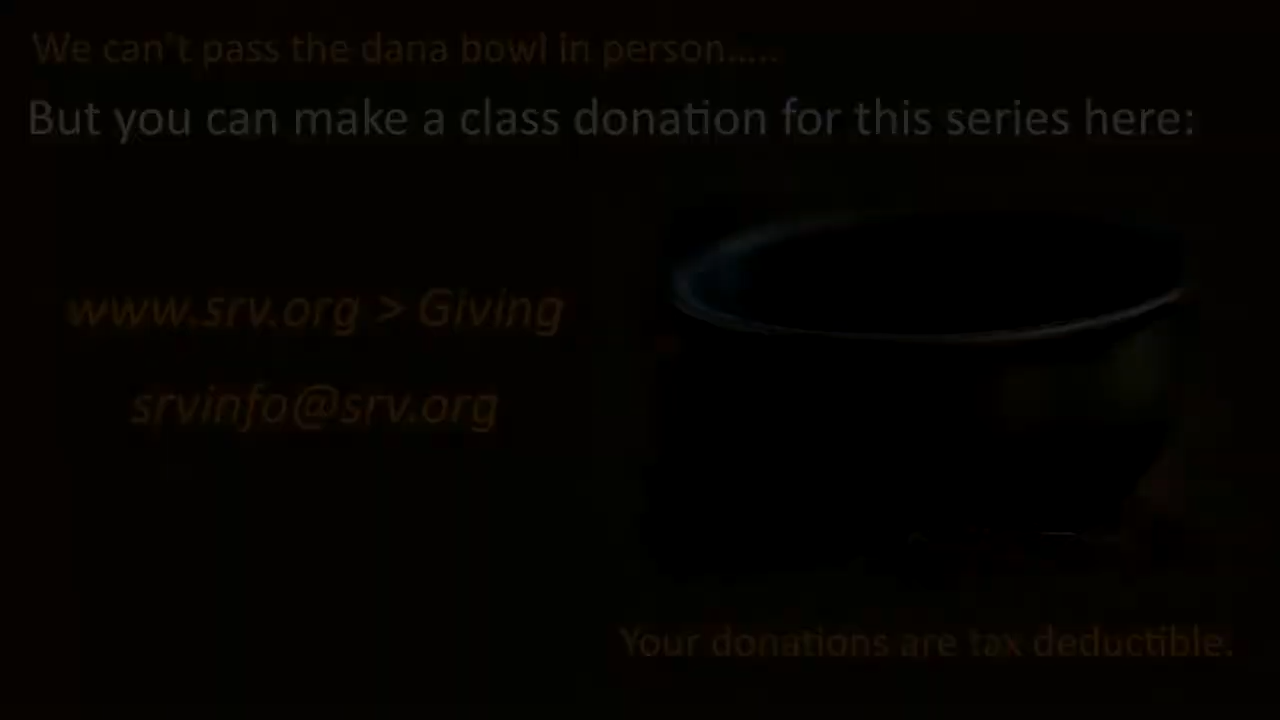 We can't pass the dana bowl in person.....
But you can make a class donation for this series here:
www.srv.org > Giving
srvinfo@srv.org
Your donations are tax deductible.